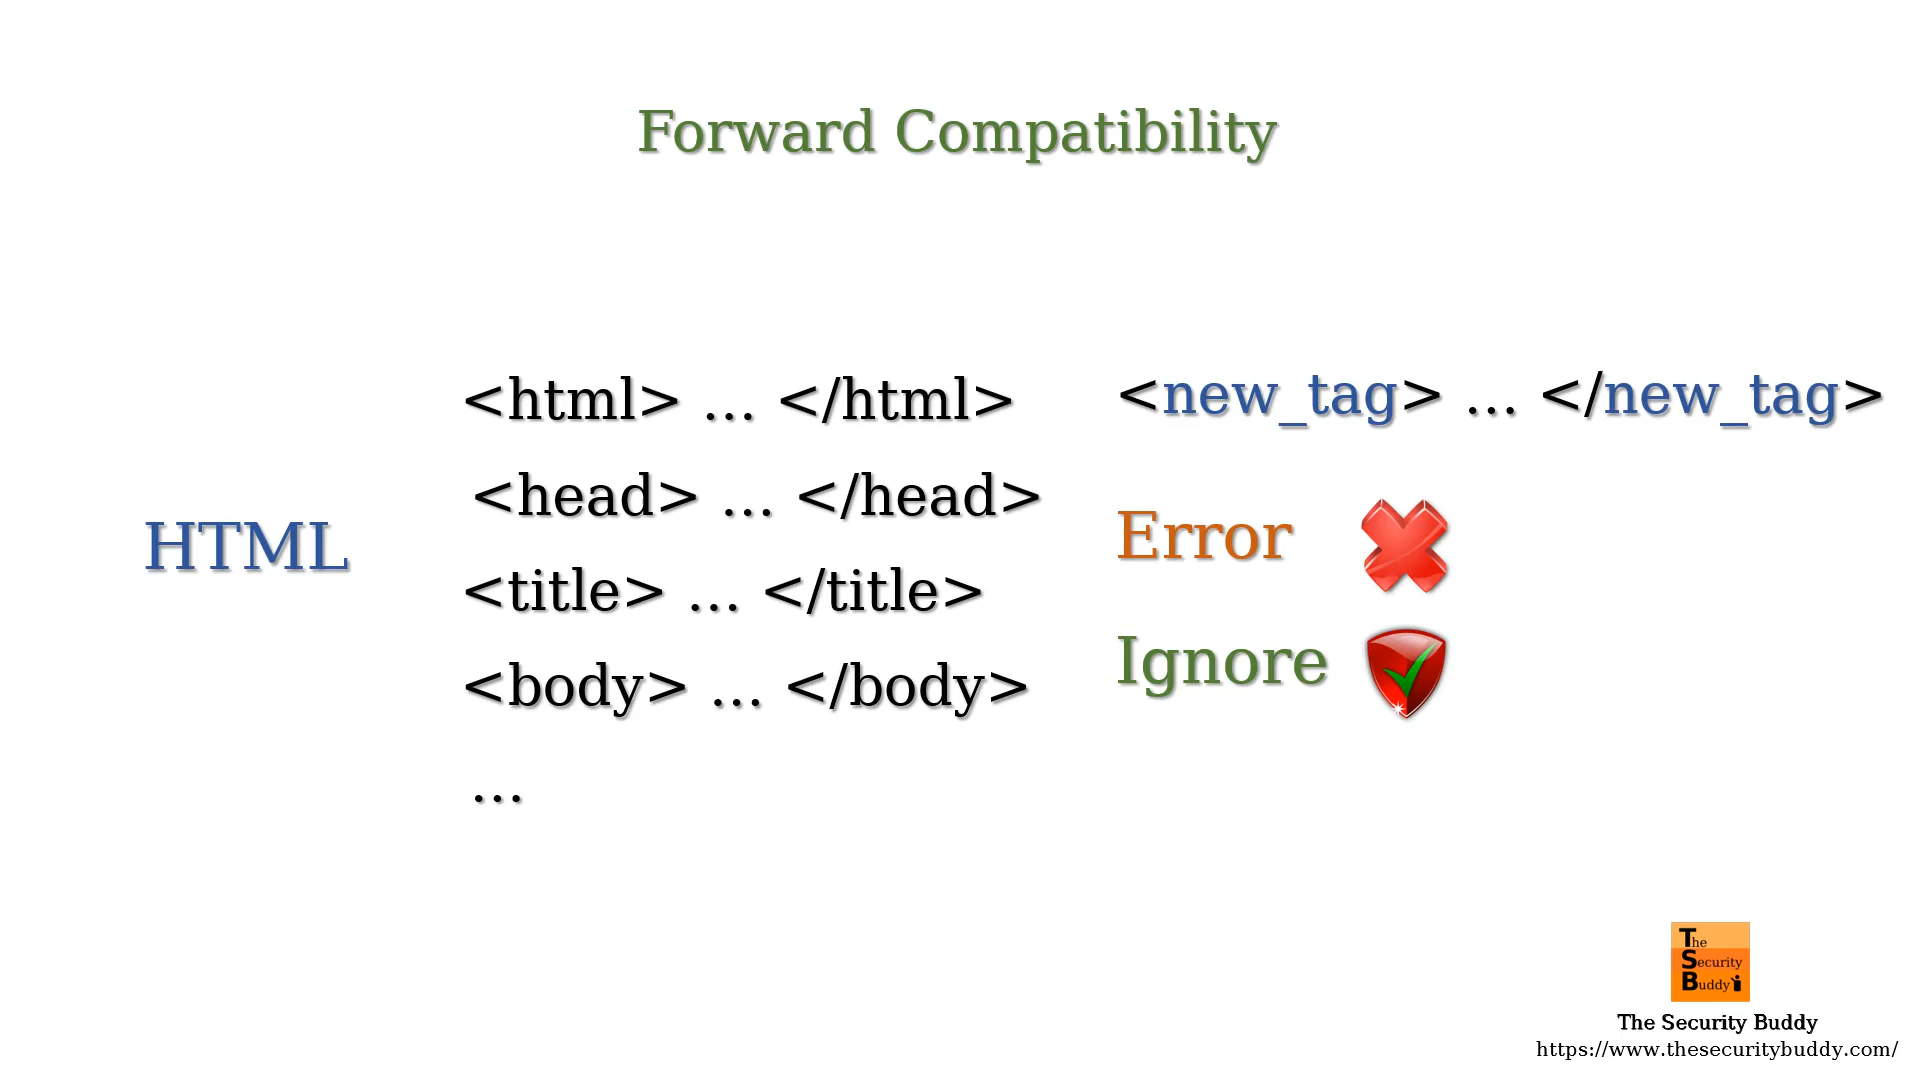 Forward Compatibility
HTML
<html> ... </html>
<head> ... </head>
<title> ... </title>
<body> ... </body>
...
<new_tag> ... </new_tag>
Error
Ignore
The
Security
Buddy
The Security Buddy
https://www.thesecuritybuddy.com/